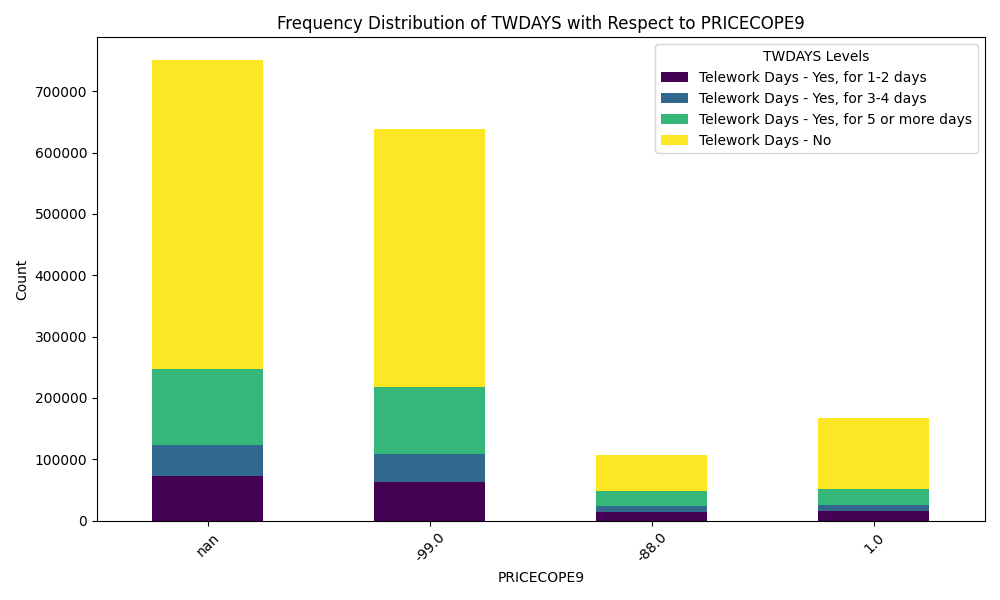 Frequency Distribution of TWDAYS with Respect to PRICECOPE9
TWDAYS Levels
Telework Days - Yes, for 1-2 days
Telework Days - Yes, for 3-4 days
Telework Days - Yes, for 5 or more days
Telework Days - No
700000
600000
500000
400000
300000
200000
100000
0
Count
nan
-99.0
-88.0
1.0
PRICECOPE9